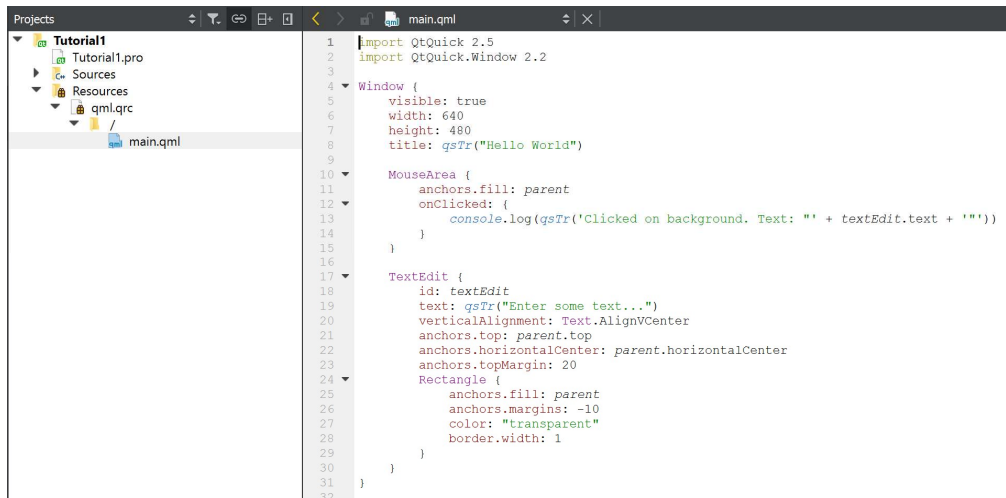 Projects
Tutorial1
Tutorial1.pro
Sources
Resources
qml.qrc
/
main.qml
main.qml
1 import QtQuick 2.5
2 import QtQuick.Window 2.2
3
4 Window {
5     visible: true
6     width: 640
7     height: 480
8     title: qsTr("Hello World")
9
10     MouseArea {
11         anchors.fill: parent
12         onClicked: {
13             console.log(qsTr('Clicked on background. Text: "' + textEdit.text + '"'))
14         }
15     }
16
17     TextEdit {
18         id: textEdit
19         text: qsTr("Enter some text...")
20         verticalAlignment: Text.AlignVCenter
21         anchors.top: parent.top
22         anchors.horizontalCenter: parent.horizontalCenter
23         anchors.topMargin: 20
24         Rectangle {
25             anchors.fill: parent
26             anchors.margins: -10
27             color: "transparent"
28             border.width: 1
29         }
30     }
31 }
32